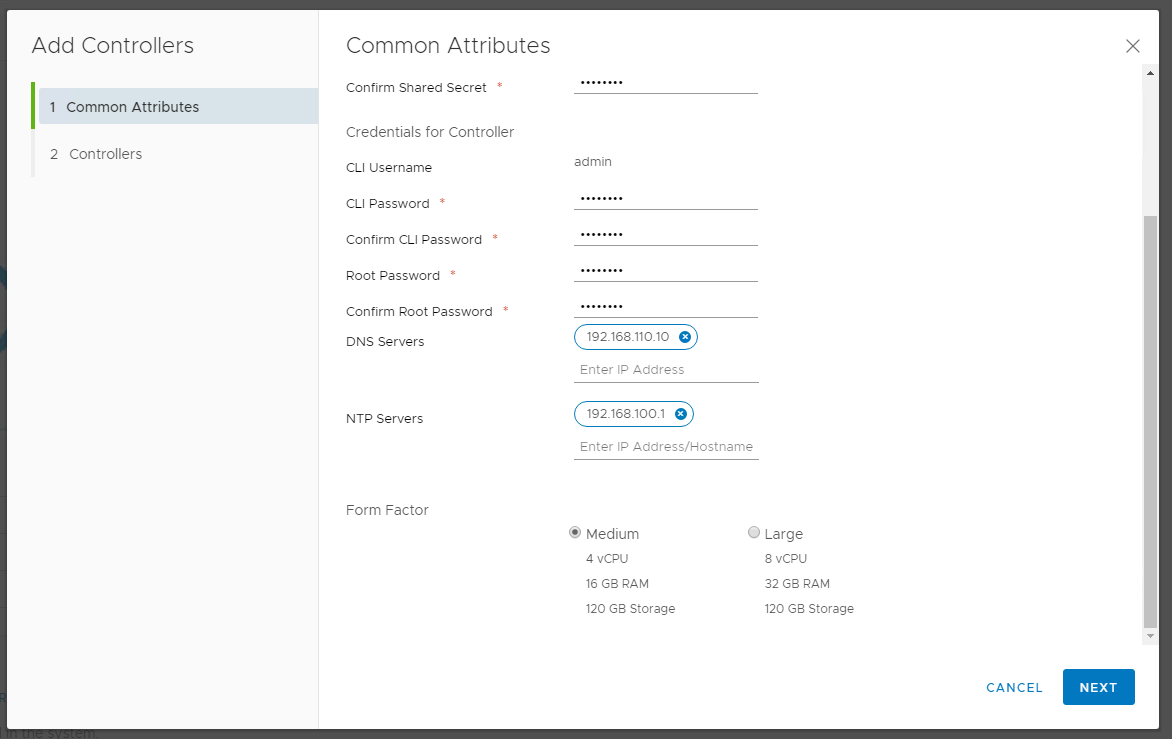 Add Controllers
1 Common Attributes
2 Controllers
Common Attributes
Confirm Shared Secret * ••••••••
Credentials for Controller
CLI Username admin
CLI Password * ••••••••
Confirm CLI Password * ••••••••
Root Password * ••••••••
Confirm Root Password * ••••••••
DNS Servers 192.168.110.10
Enter IP Address
NTP Servers 192.168.100.1
Enter IP Address/Hostname
Form Factor
Medium Large
4 vCPU 8 vCPU
16 GB RAM 32 GB RAM
120 GB Storage 120 GB Storage
CANCEL NEXT
in the system.